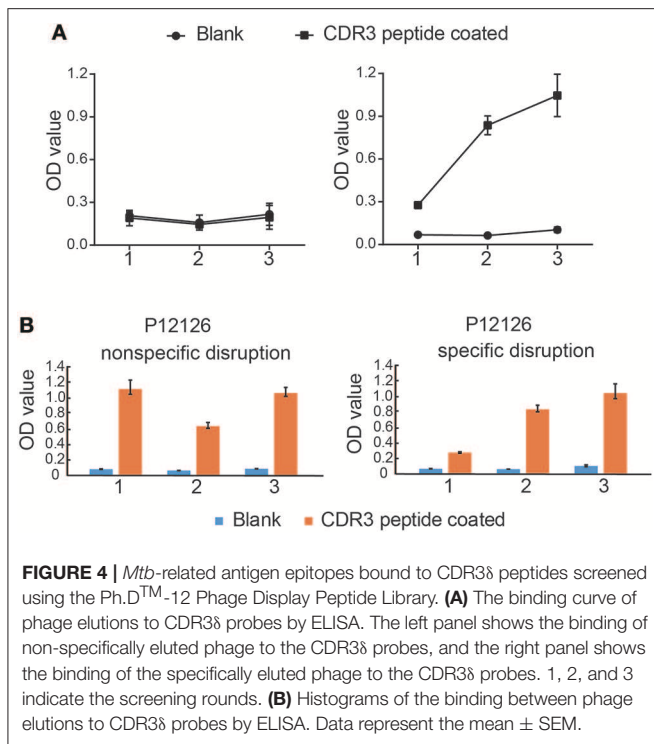 A
Blank CDR3 peptide coated
OD value
1.2
0.9
0.6
0.3
0.0
1 2 3
OD value
1.2
0.9
0.6
0.3
0.0
1 2 3
B
P12126
nonspecific disruption
OD value
1.4
1.2
1.0
0.8
0.6
0.4
0.2
0
1 2 3
P12126
specific disruption
OD value
1.4
1.2
1.0
0.8
0.6
0.4
0.2
0
1 2 3
Blank CDR3 peptide coated
FIGURE 4 | Mtb-related antigen epitopes bound to CDR3δ peptides screened
using the Ph.D™-12 Phage Display Peptide Library. (A) The binding curve of
phage elutions to CDR3δ probes by ELISA. The left panel shows the binding of
non-specifically eluted phage to the CDR3δ probes, and the right panel shows
the binding of the specifically eluted phage to the CDR3δ probes. 1, 2, and 3
indicate the screening rounds. (B) Histograms of the binding between phage
elutions to CDR3δ probes by ELISA. Data represent the mean ± SEM.